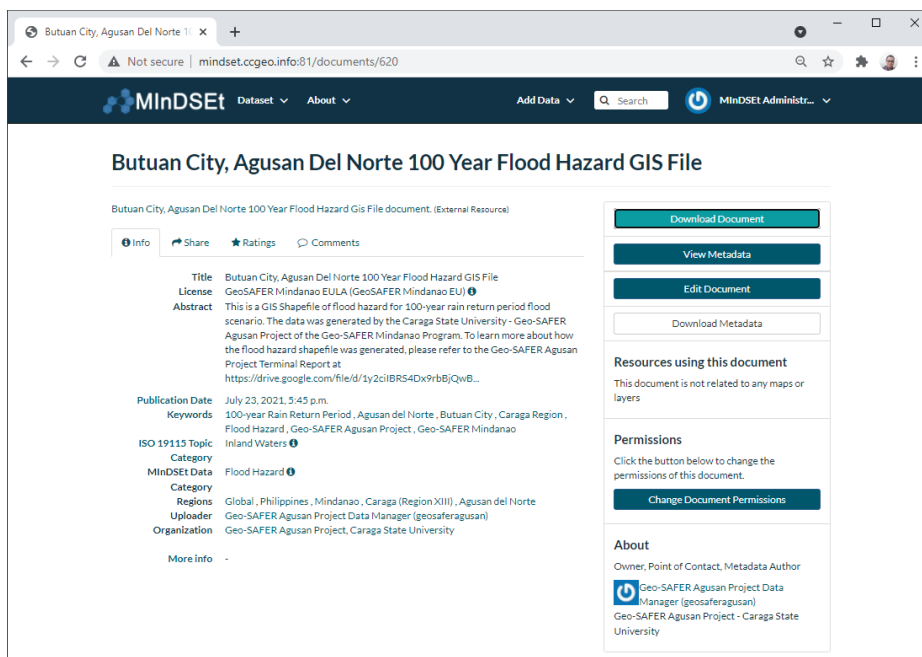 Butuan City, Agusan Del Norte 10
Not secure | mindset.ccgeo.info:81/documents/620
MInDSEt Dataset About Add Data Search MInDSEt Administr...
Butuan City, Agusan Del Norte 100 Year Flood Hazard GIS File
Butuan City, Agusan Del Norte 100 Year Flood Hazard Gis File document. (External Resource)
Info Share Ratings Comments
Title Butuan City, Agusan Del Norte 100 Year Flood Hazard GIS File
License GeoSAFER Mindanao EULA (GeoSAFER Mindanao EU)
Abstract This is a GIS Shapefile of flood hazard for 100-year rain return period flood
scenario. The data was generated by the Caraga State University - Geo-SAFER
Agusan Project of the Geo-SAFER Mindanao Program. To learn more about how
the flood hazard shapefile was generated, please refer to the Geo-SAFER Agusan
Project Terminal Report at
https://drive.google.com/file/d/1y2ciIBRS4Dx9rbBjQwB...
Publication Date July 23, 2021, 5:45 p.m.
Keywords 100-year Rain Return Period , Agusan del Norte , Butuan City , Caraga Region ,
Flood Hazard , Geo-SAFER Agusan Project , Geo-SAFER Mindanao
ISO 19115 Topic Inland Waters
Category
MInDSEt Data Flood Hazard
Category
Regions Global , Philippines , Mindanao , Caraga (Region XIII) , Agusan del Norte
Uploader Geo-SAFER Agusan Project Data Manager (geosaferagusan)
Organization Geo-SAFER Agusan Project, Caraga State University
More info -
Download Document
View Metadata
Edit Document
Download Metadata
Resources using this document
This document is not related to any maps or
layers
Permissions
Click the button below to change the
permissions of this document.
Change Document Permissions
About
Owner, Point of Contact, Metadata Author
Geo-SAFER Agusan Project Data
Manager (geosaferagusan)
Geo-SAFER Agusan Project - Caraga State
University